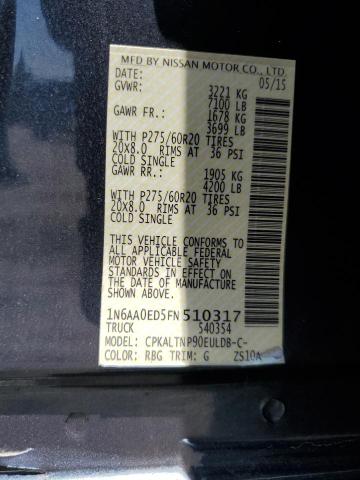 MFD BY NISSAN MOTOR CO., LTD.
DATE: 05/15
GVWR: 3221 KG
7100 LB
GAWR FR.: 1678 KG
3699 LB
WITH P275/60R20 TIRES
20X8.0 RIMS AT 36 PSI
COLD SINGLE
GAWR RR.: 1905 KG
4200 LB
WITH P275/60R20 TIRES
20X8.0 RIMS AT 36 PSI
COLD SINGLE
THIS VEHICLE CONFORMS TO
ALL APPLICABLE FEDERAL
MOTOR VEHICLE SAFETY
STANDARDS IN EFFECT
ON THE DATE OF MANUFACTURE
SHOWN ABOVE.
1N6AA0ED5FN510317
TRUCK 540354
MODEL: CPKALTNP90EULDB-C-
COLOR: RBG TRIM: G ZS10A